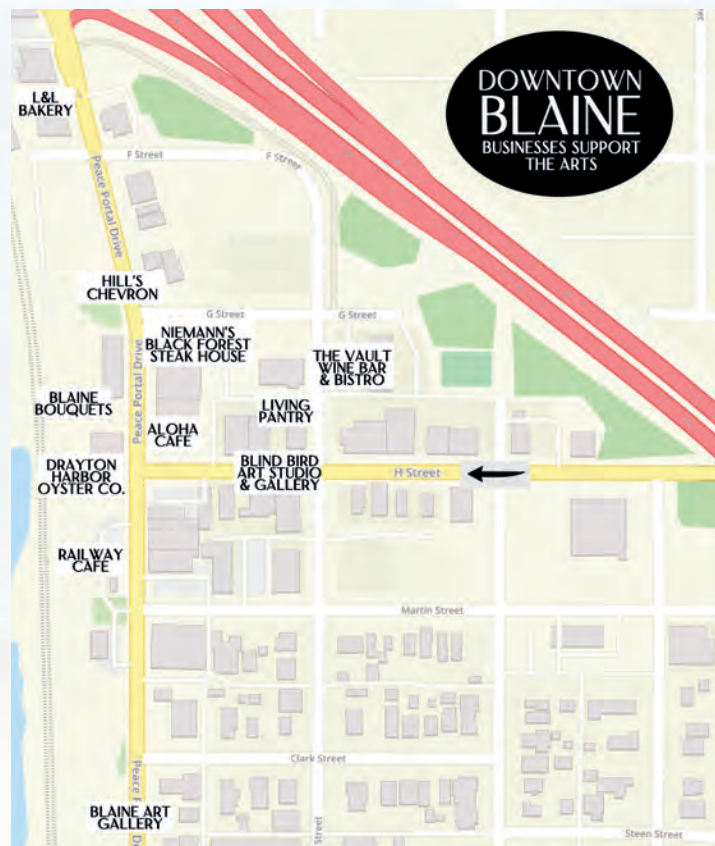 DOWNTOWN
BLAINE
BUSINESSES SUPPORT
THE ARTS
L&L
BAKERY
F Street
F Street
Peace Portal Drive
HILL'S
CHEVRON
G Street
G Street
NIEMANN'S
BLACK FOREST
STEAK HOUSE
THE VAULT
WINE BAR
& BISTRO
Peace Portal Drive
BLAINE
BOUQUETS
LIVING
PANTRY
ALOHA
CAFE
DRAYTON
HARBOR
OYSTER CO.
BLIND BIRD
ART STUDIO
& GALLERY
H Street
RAILWAY
CAFE
Martin Street
Clark Street
BLAINE ART
GALLERY
Street
Steen Street